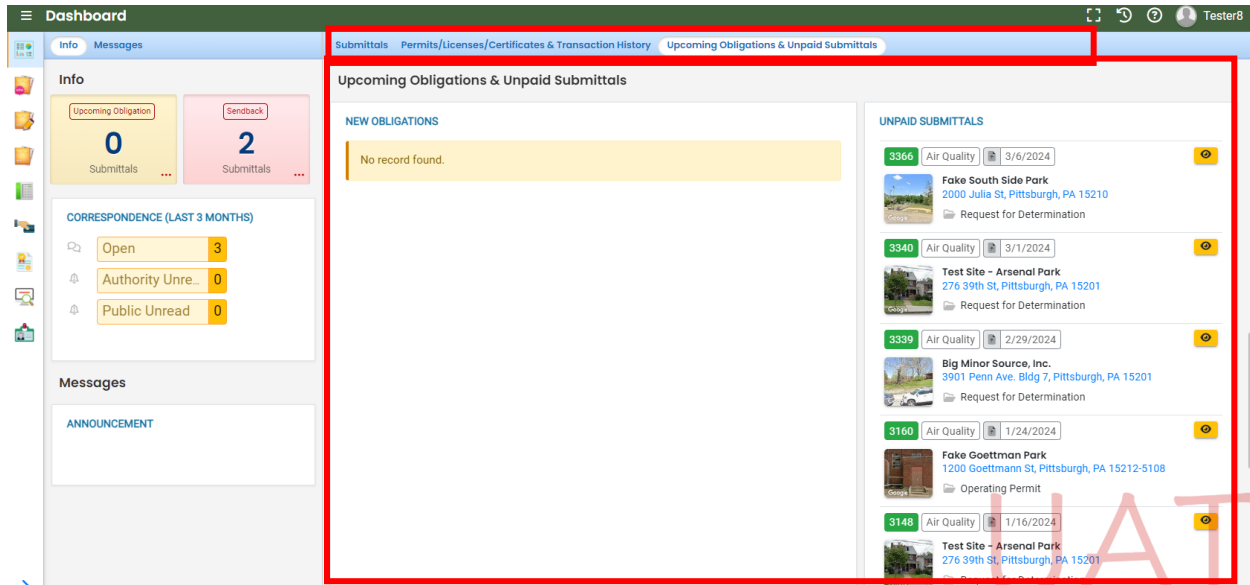 Dashboard
Tester8
Info Messages
Submittals Permits/Licenses/Certificates & Transaction History Upcoming Obligations & Unpaid Submittals
Info
Upcoming Obligation
0
Submittals
...
Sendback
2
Submittals
...
CORRESPONDENCE (LAST 3 MONTHS)
Open 3
Authority Unre... 0
Public Unread 0
Messages
ANNOUNCEMENT
Upcoming Obligations & Unpaid Submittals
NEW OBLIGATIONS
No record found.
UNPAID SUBMITTALS
3366 Air Quality 3/6/2024
Fake South Side Park
2000 Julia St, Pittsburgh, PA 15210
Request for Determination
Google
3340 Air Quality 3/1/2024
Test Site - Arsenal Park
276 39th St, Pittsburgh, PA 15201
Request for Determination
Google
3339 Air Quality 2/29/2024
Big Minor Source, Inc.
3901 Penn Ave. Bldg 7, Pittsburgh, PA 15201
Request for Determination
3160 Air Quality 1/24/2024
Fake Goettman Park
1200 Goettmann St, Pittsburgh, PA 15212-5108
Operating Permit
Google
3148 Air Quality 1/16/2024
Test Site - Arsenal Park
276 39th St, Pittsburgh, PA 15201
Request for Determination
UAT